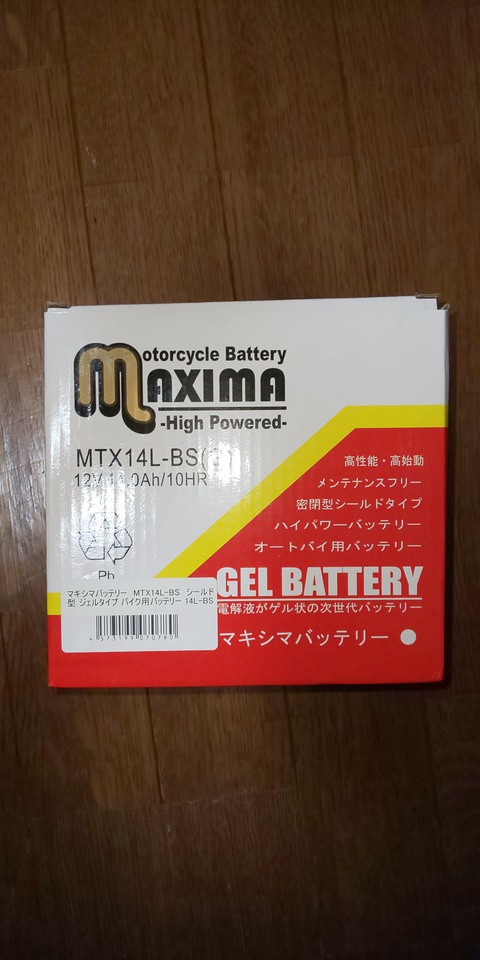 Motorcycle Battery
MAXIMA
-High Powered-
MTX14L-BS
12V 14.0Ah/10HR
高性能・高始動
メンテナンスフリー
密閉型シールドタイプ
ハイパワーバッテリー
オートバイ用バッテリー
Pb
GEL BATTERY
電解液がゲル状の次世代バッテリー
マキシマバッテリー
マキシマバッテリー MTX14L-BS シールド
型 ジェルタイプ バイク用バッテリー 14L-BS
4573199070760